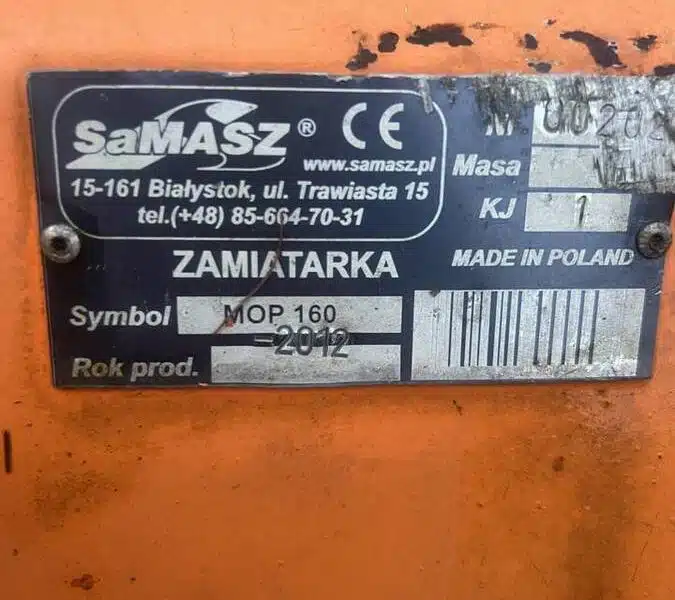 SaMASZ ® CE
www.samasz.pl
15-161 Białystok, ul. Trawiasta 15
tel.(+48) 85-664-70-31
00202
Masa
KJ 1
ZAMIATARKA
MADE IN POLAND
Symbol MOP 160
Rok prod. -2012